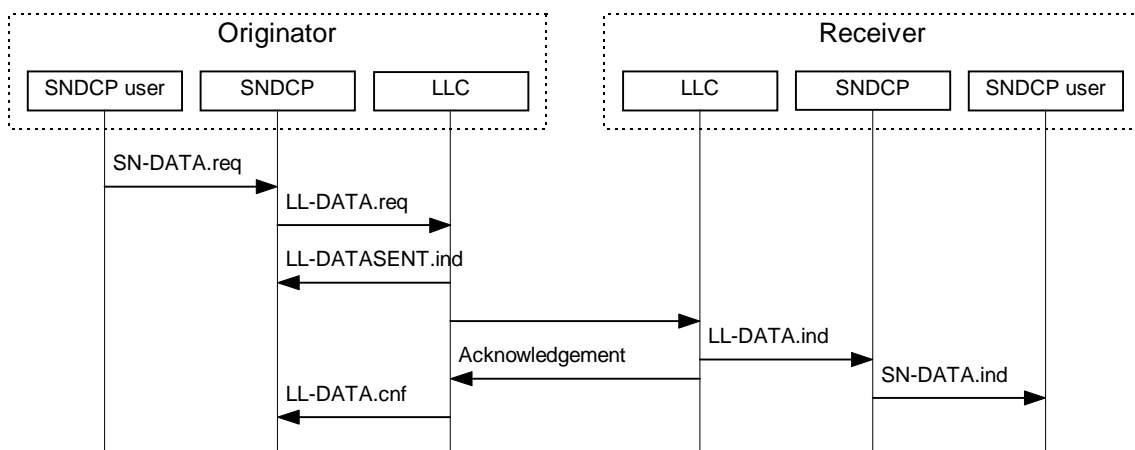 Originator
Receiver
SNDCP user
SNDCP
LLC
LLC
SNDCP
SNDCP user
SN-DATA.req
LL-DATA.req
LL-DATASENT.ind
LL-DATA.ind
Acknowledgement
SN-DATA.ind
LL-DATA.cnf